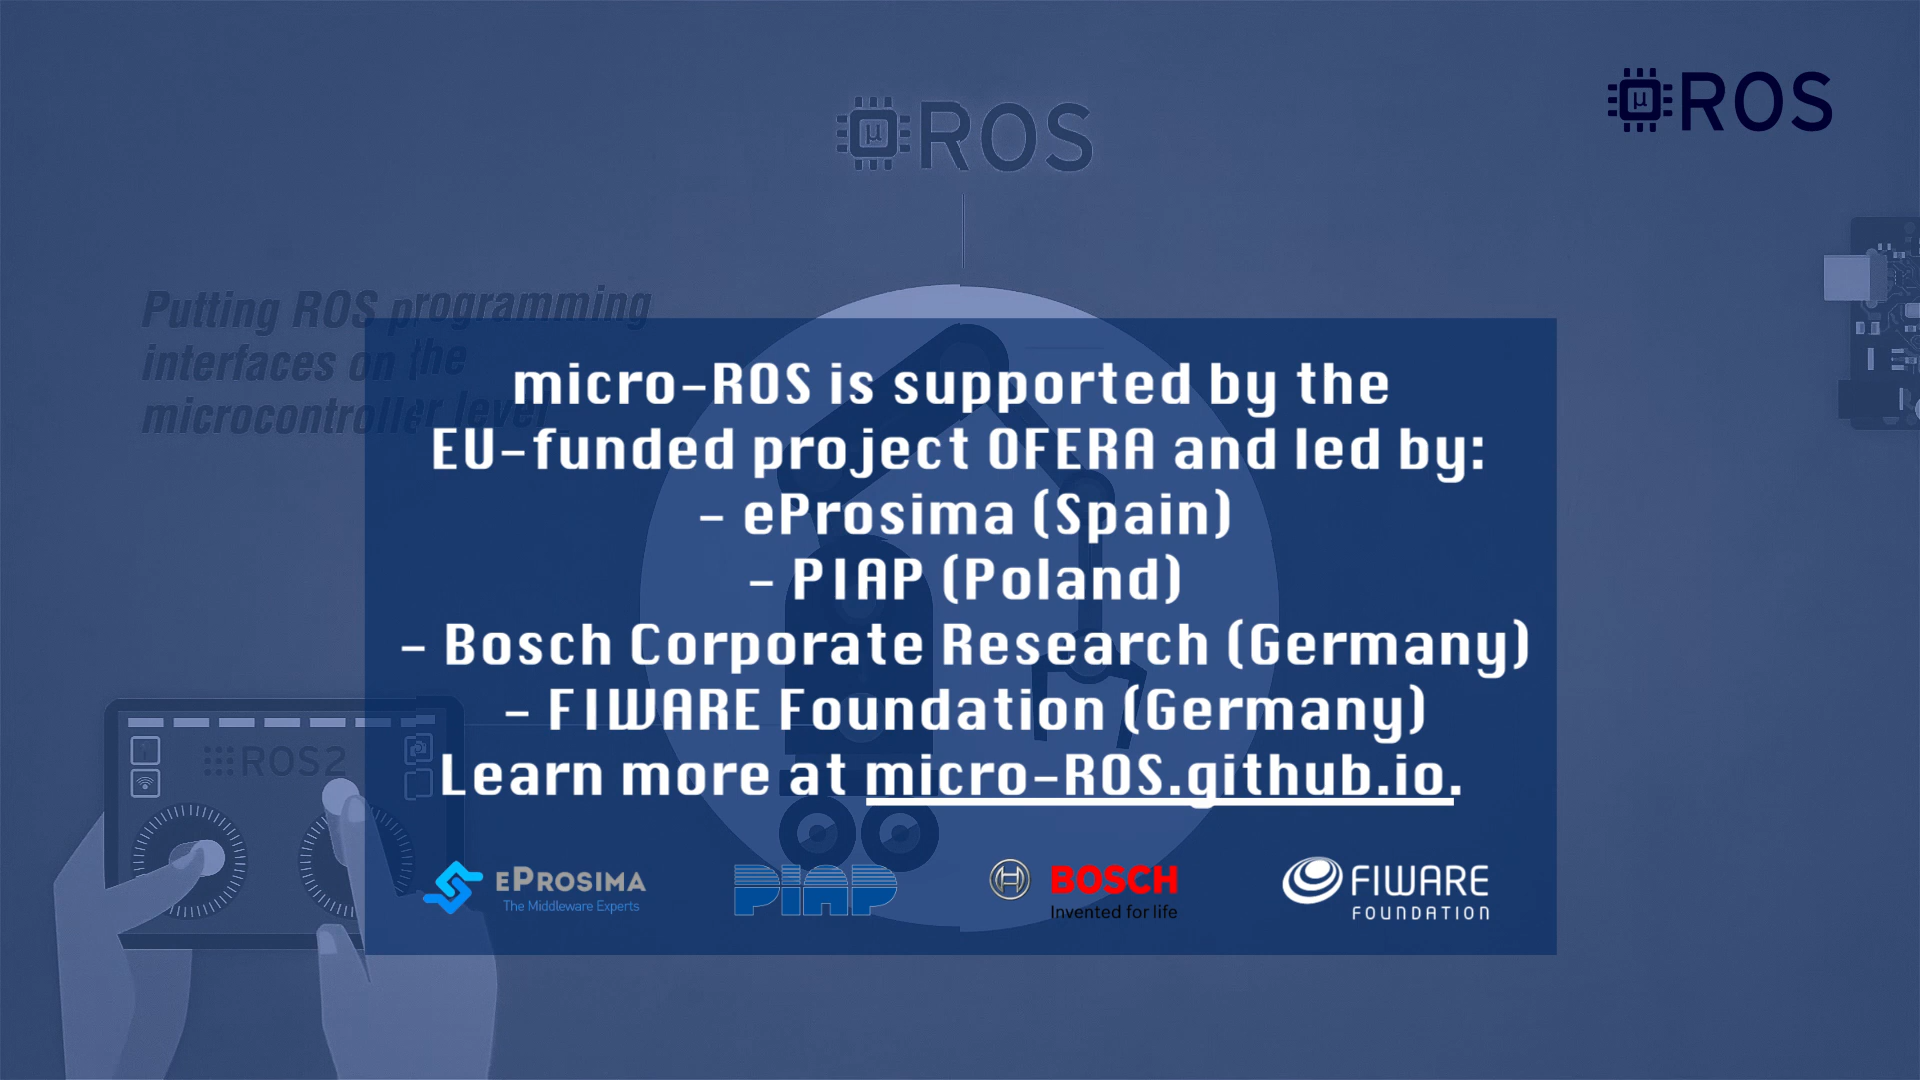 µROS
µROS
Putting ROS programming
interfaces on the
microcontroller level_
micro-ROS is supported by the
EU-funded project OFERA and led by:
- eProsima (Spain)
- PIAP (Poland)
- Bosch Corporate Research (Germany)
- FIWARE Foundation (Germany)
Learn more at micro-ROS.github.io.
ROS2
EPROSIMA
The Middleware Experts
PIAP
BOSCH
Invented for life
FIWARE
FOUNDATION